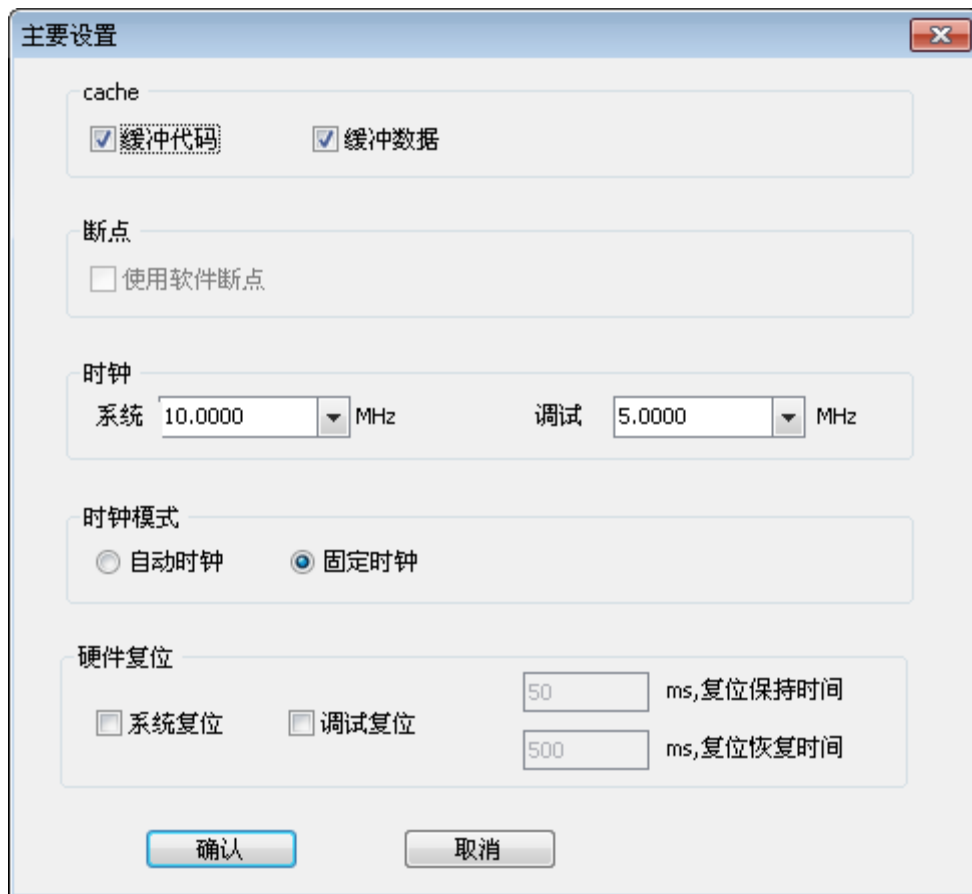 主要设置
cache
缓冲代码 缓冲数据
断点
使用软件断点
时钟
系统 10.0000 MHz 调试 5.0000 MHz
时钟模式
自动时钟 固定时钟
硬件复位
50 ms,复位保持时间
系统复位 调试复位
500 ms,复位恢复时间
确认 取消